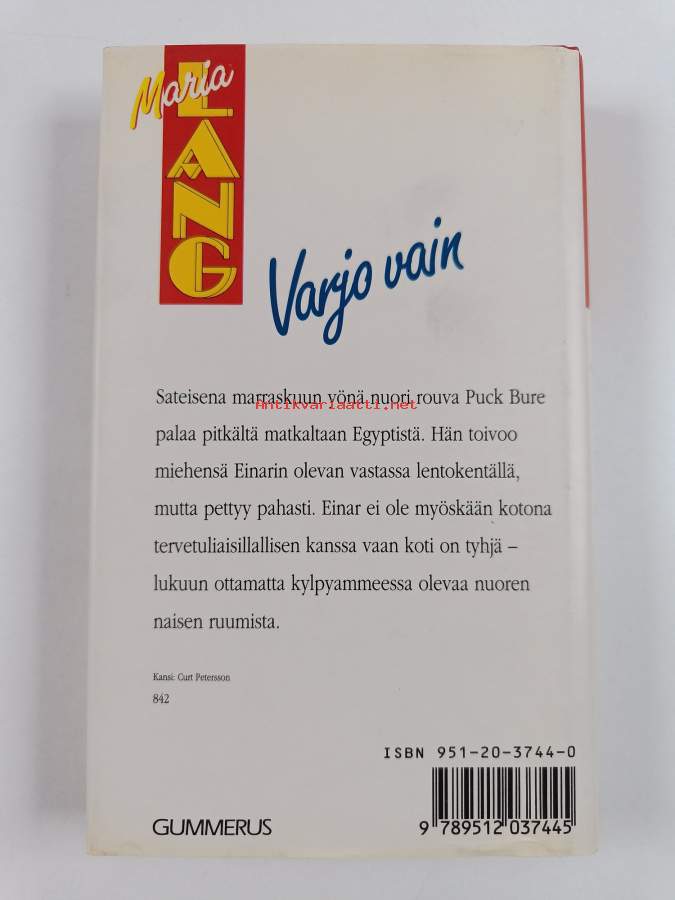 Maria
LANG
Varjo vain
Sateisena marraskuun yönä nuori rouva Puck Bure
Antikvariaatti.net
palaa pitkältä matkaltaan Egyptistä. Hän toivoo
miehensä Einarin olevan vastassa lentokentällä,
mutta pettyy pahasti. Einar ei ole myöskään kotona
tervetuliaisillallisen kanssa vaan koti on tyhjä –
lukuun ottamatta kylpyammeessa olevaa nuoren
naisen ruumista.
Kansi: Curt Petersson
842
ISBN 951-20-3744-0
GUMMERUS
9 789512 037445